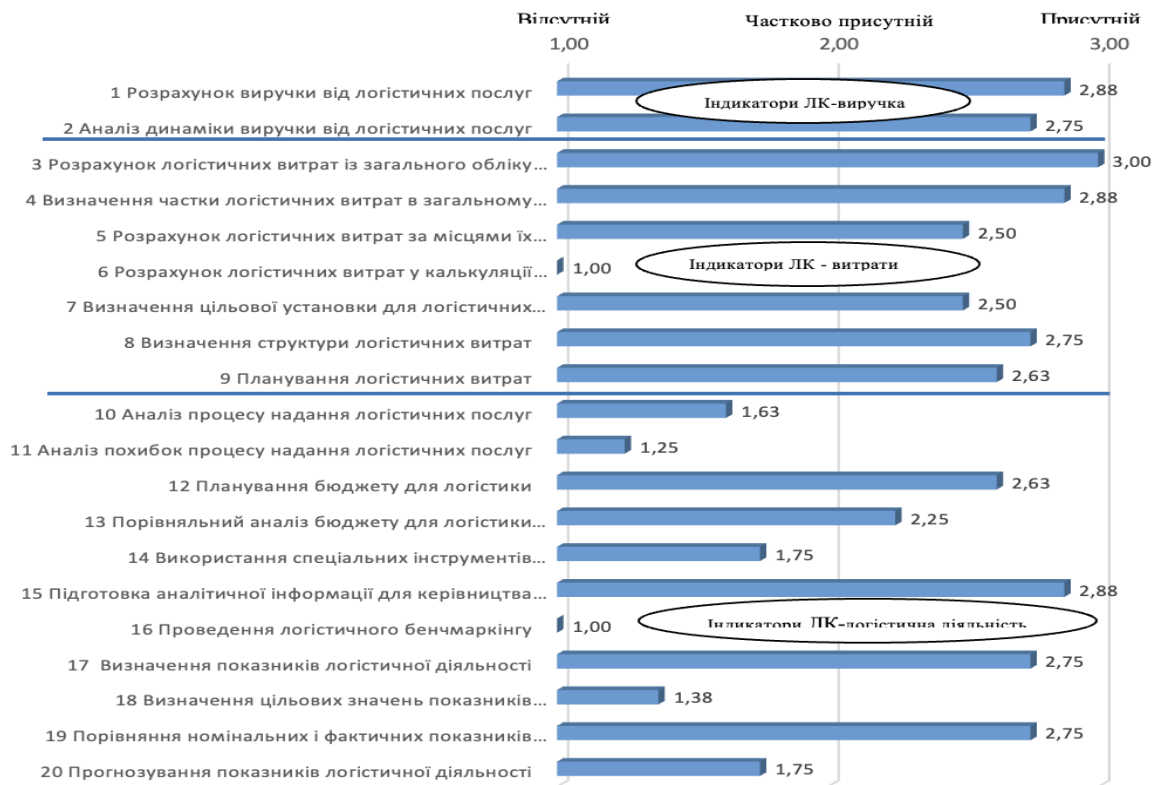 Відсутній Частково присутній Присутній
1,00 2,00 3,00
1 Розрахунок виручки від логістичних послуг 2,88
Індикатори ЛК-виручка
2 Аналіз динаміки виручки від логістичних послуг 2,75
3 Розрахунок логістичних витрат із загального обліку... 3,00
4 Визначення частки логістичних витрат в загальному... 2,88
5 Розрахунок логістичних витрат за місцями їх... 2,50
6 Розрахунок логістичних витрат у калькуляції... 1,00 Індикатори ЛК - витрати
7 Визначення цільової установки для логістичних... 2,50
8 Визначення структури логістичних витрат 2,75
9 Планування логістичних витрат 2,63
10 Аналіз процесу надання логістичних послуг 1,63
11 Аналіз похибок процесу надання логістичних послуг 1,25
12 Планування бюджету для логістики 2,63
13 Порівняльний аналіз бюджету для логістики... 2,25
14 Використання спеціальних інструментів... 1,75
15 Підготовка аналітичної інформації для керівництва... 2,88
16 Проведення логістичного бенчмаркінгу 1,00 Індикатори ЛК-логістична діяльність
17 Визначення показників логістичної діяльності 2,75
18 Визначення цільових значень показників... 1,38
19 Порівняння номінальних і фактичних показників... 2,75
20 Прогнозування показників логістичної діяльності 1,75